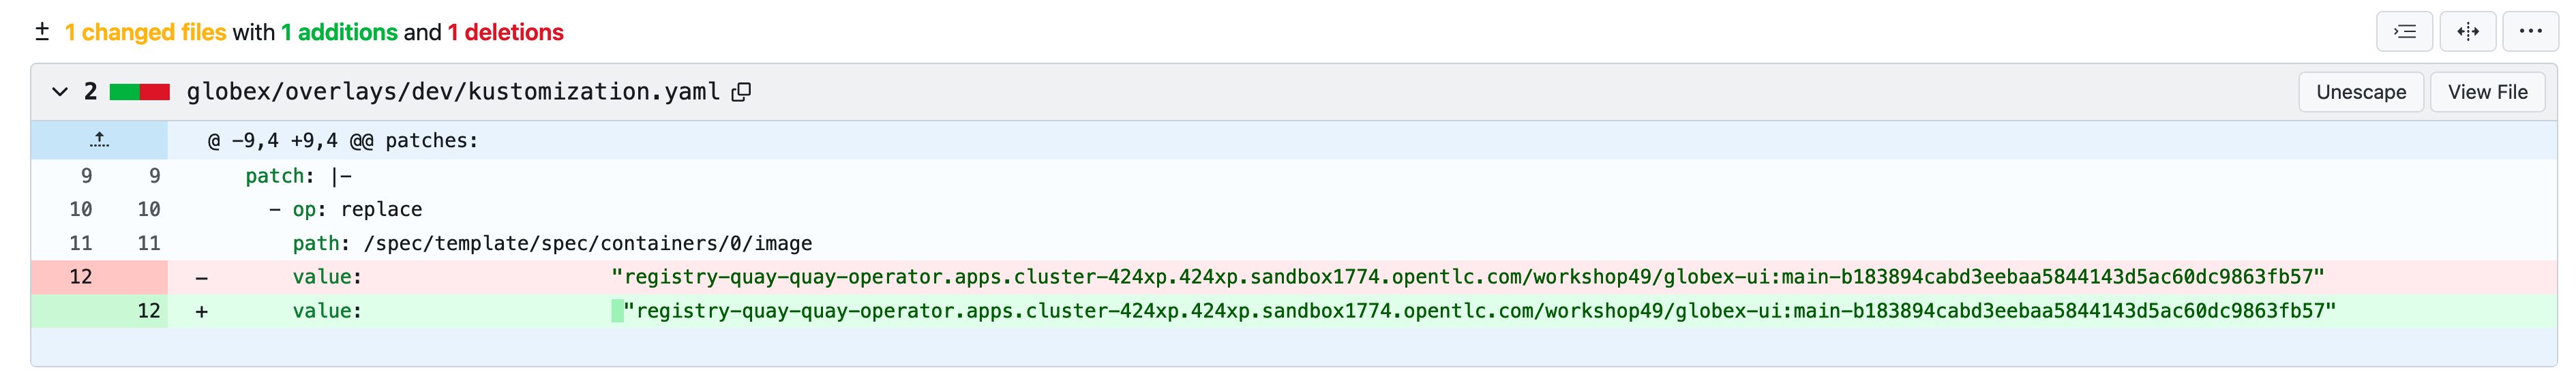 ± 1 changed files with 1 additions and 1 deletions
2 globex/overlays/dev/kustomization.yaml Unescape View File
@ -9,4 +9,4 @@ patches:
9 9 patch: |-
10 10 - op: replace
11 11 path: /spec/template/spec/containers/0/image
12 - value: "registry-quay-quay-operator.apps.cluster-424xp.424xp.sandbox1774.opentlc.com/workshop49/globex-ui:main-b183894cabd3eebaa5844143d5ac60dc9863fb57"
12 + value: "registry-quay-quay-operator.apps.cluster-424xp.424xp.sandbox1774.opentlc.com/workshop49/globex-ui:main-b183894cabd3eebaa5844143d5ac60dc9863fb57"